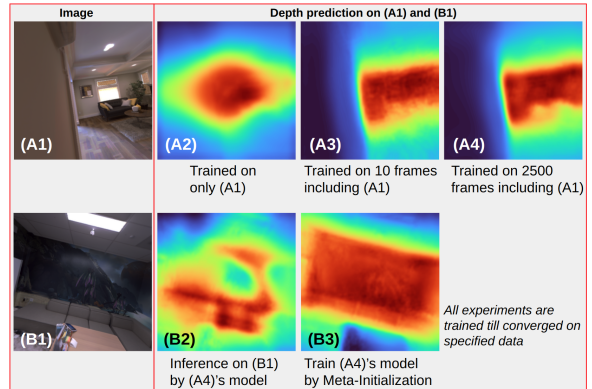 Image
Depth prediction on (A1) and (B1)
(A1)
(A2)
(A3)
(A4)
Trained on
only (A1)
Trained on 10 frames
including (A1)
Trained on 2500
frames including (A1)
(B1)
(B2)
(B3)
All experiments are
trained till converged on
specified data
Inference on (B1)
by (A4)'s model
Train (A4)'s model
by Meta-Initialization